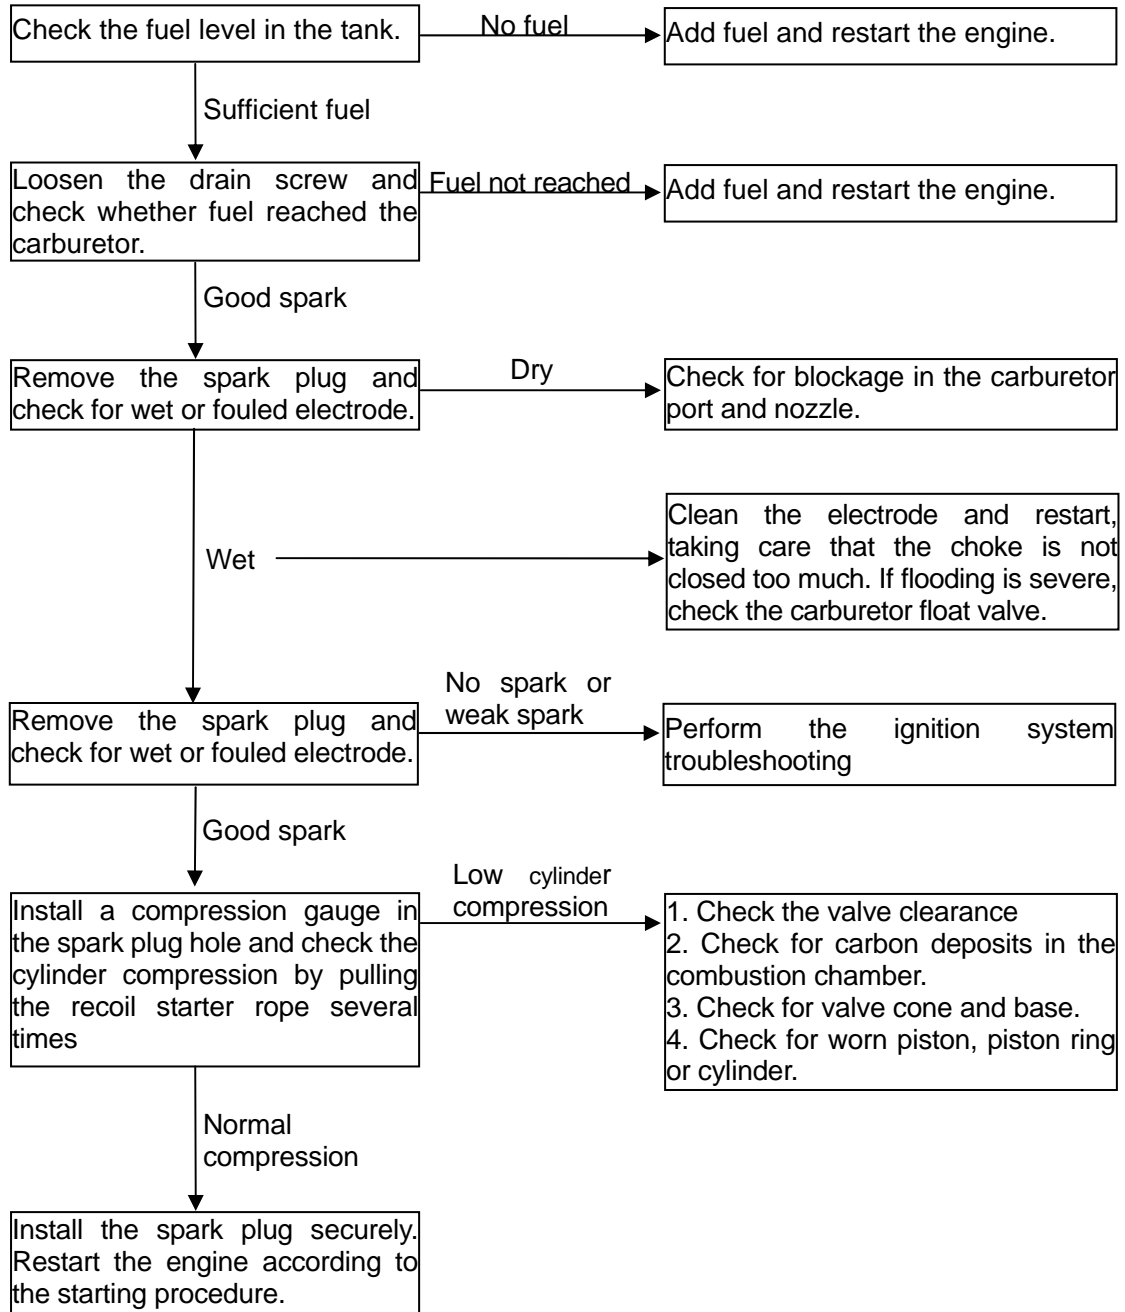 Check the fuel level in the tank.
No fuel
Add fuel and restart the engine.
Sufficient fuel
Loosen the drain screw and
check whether fuel reached the
carburetor.
Fuel not reached
Add fuel and restart the engine.
Good spark
Remove the spark plug and
check for wet or fouled electrode.
Dry
Check for blockage in the carburetor
port and nozzle.
Wet
Clean the electrode and restart,
taking care that the choke is not
closed too much. If flooding is severe,
check the carburetor float valve.
Remove the spark plug and
check for wet or fouled electrode.
No spark or
weak spark
Perform the ignition system
troubleshooting
Good spark
Install a compression gauge in
the spark plug hole and check the
cylinder compression by pulling
the recoil starter rope several
times
Low cylinder
compression
1. Check the valve clearance
2. Check for carbon deposits in the
combustion chamber.
3. Check for valve cone and base.
4. Check for worn piston, piston ring
or cylinder.
Normal
compression
Install the spark plug securely.
Restart the engine according to
the starting procedure.